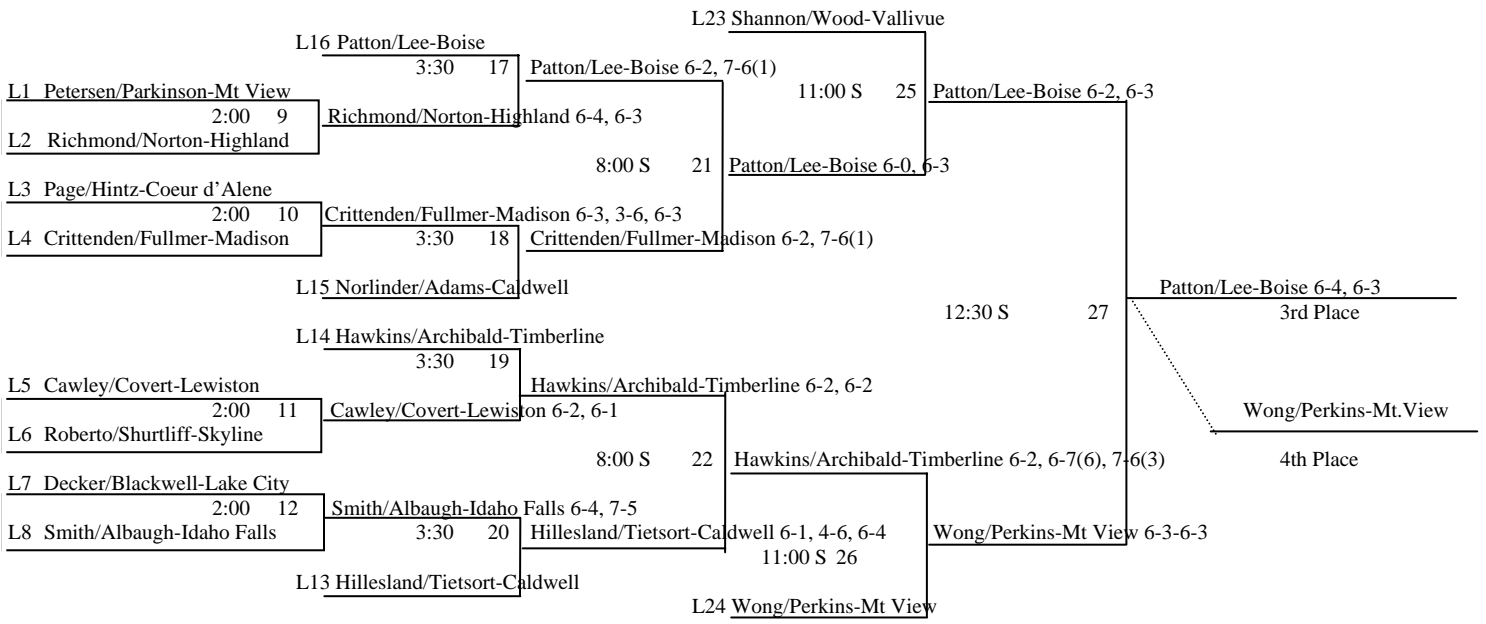 L23 Shannon/Wood-Vallivue
L16 Patton/Lee-Boise
3:30 17 Patton/Lee-Boise 6-2, 7-6(1)
L1 Petersen/Parkinson-Mt View 11:00 S 25 Patton/Lee-Boise 6-2, 6-3
2:00 9 Richmond/Norton-Highland 6-4, 6-3
L2 Richmond/Norton-Highland
8:00 S 21 Patton/Lee-Boise 6-0, 6-3
L3 Page/Hintz-Coeur d’Alene
2:00 10 Crittenden/Fullmer-Madison 6-3, 3-6, 6-3
L4 Crittenden/Fullmer-Madison 3:30 18 Crittenden/Fullmer-Madison 6-2, 7-6(1)
L15 Norlinder/Adams-Caldwell Patton/Lee-Boise 6-4, 6-3
12:30 S 27 3rd Place
L14 Hawkins/Archibald-Timberline
3:30 19
L5 Cawley/Covert-Lewiston Hawkins/Archibald-Timberline 6-2, 6-2
2:00 11 Cawley/Covert-Lewiston 6-2, 6-1 Wong/Perkins-Mt.View
L6 Roberto/Shurtliff-Skyline
8:00 S 22 Hawkins/Archibald-Timberline 6-2, 6-7(6), 7-6(3) 4th Place
L7 Decker/Blackwell-Lake City
2:00 12 Smith/Albaugh-Idaho Falls 6-4, 7-5
L8 Smith/Albaugh-Idaho Falls 3:30 20 Hillesland/Tietsort-Caldwell 6-1, 4-6, 6-4 Wong/Perkins-Mt View 6-3-6-3
11:00 S 26
L13 Hillesland/Tietsort-Caldwell
L24 Wong/Perkins-Mt View